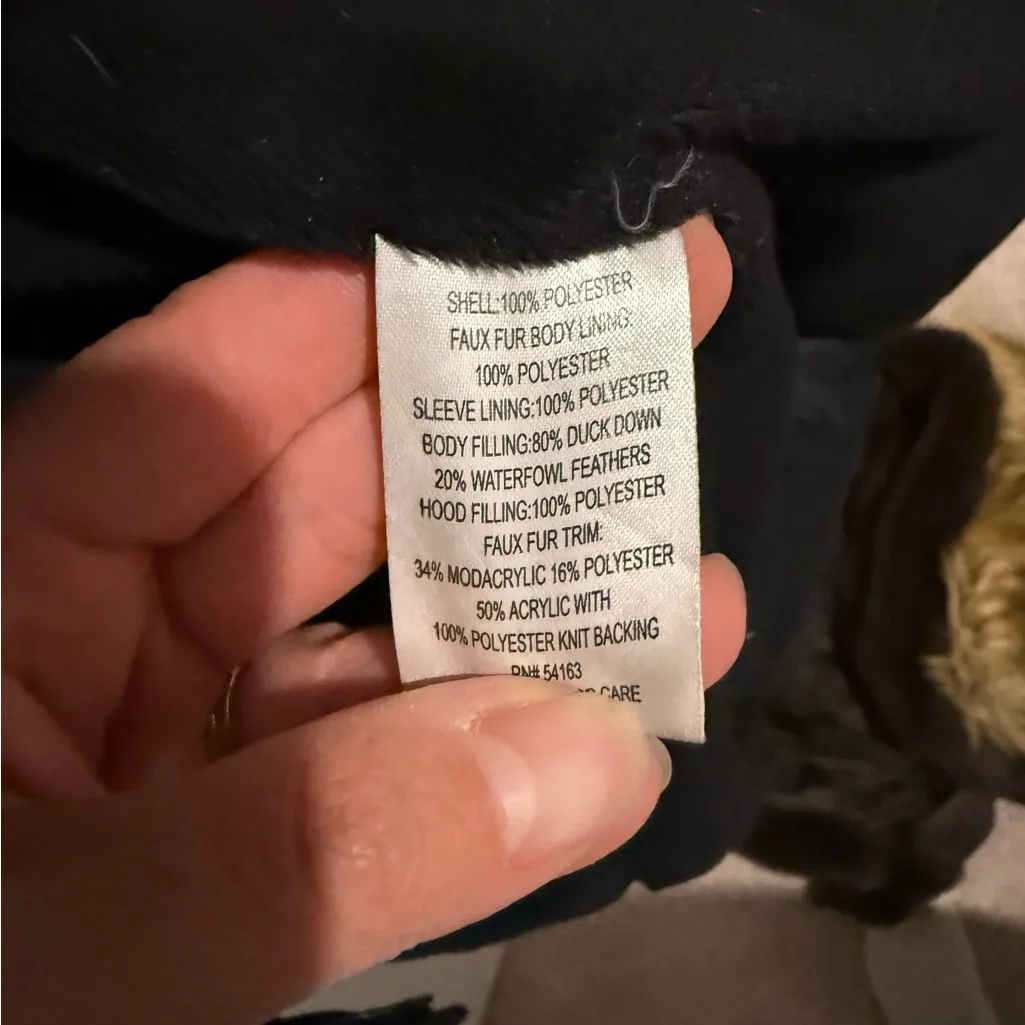 SHELL:100% POLYESTER
FAUX FUR BODY LINING:
100% POLYESTER
SLEEVE LINING:100% POLYESTER
BODY FILLING:80% DUCK DOWN
20% WATERFOWL FEATHERS
HOOD FILLING:100% POLYESTER
FAUX FUR TRIM:
34% MODACRYLIC 16% POLYESTER
50% ACRYLIC WITH
100% POLYESTER KNIT BACKING
RN# 54163
CARE